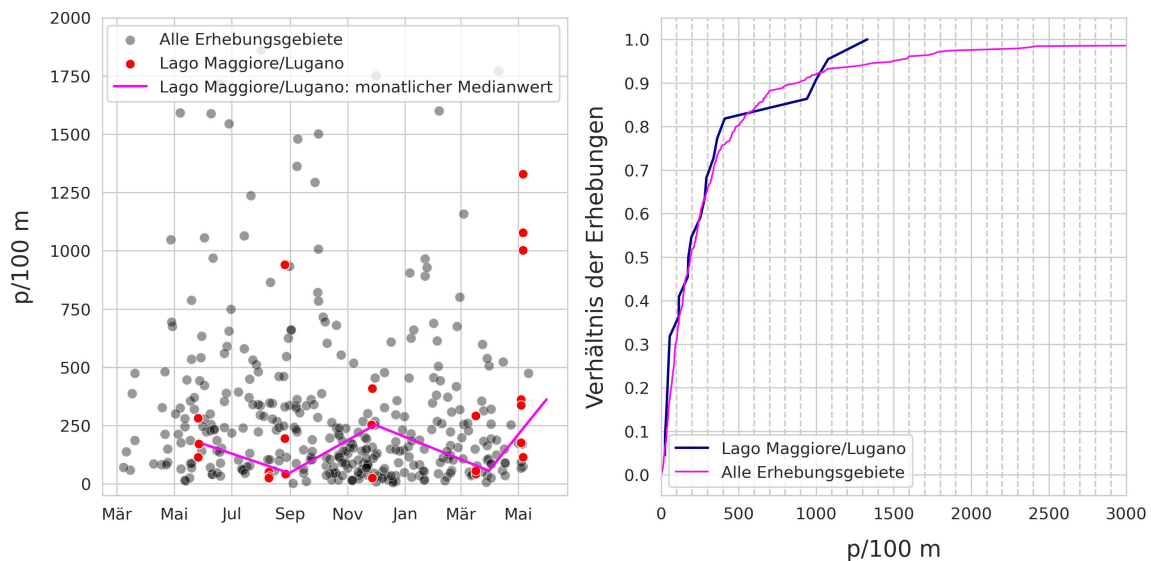 2000
1750
1500
1250
1000
750
500
250
0
p/100 m
Alle Erhebungsgebiete
Lago Maggiore/Lugano
Lago Maggiore/Lugano: monatlicher Medianwert
Mär Mai Jul Sep Nov Jan Mär Mai
1.0
0.9
0.8
0.7
0.6
0.5
0.4
0.3
0.2
0.1
0.0
Verhältnis der Erhebungen
Lago Maggiore/Lugano
Alle Erhebungsgebiete
0 500 1000 1500 2000 2500 3000
p/100 m